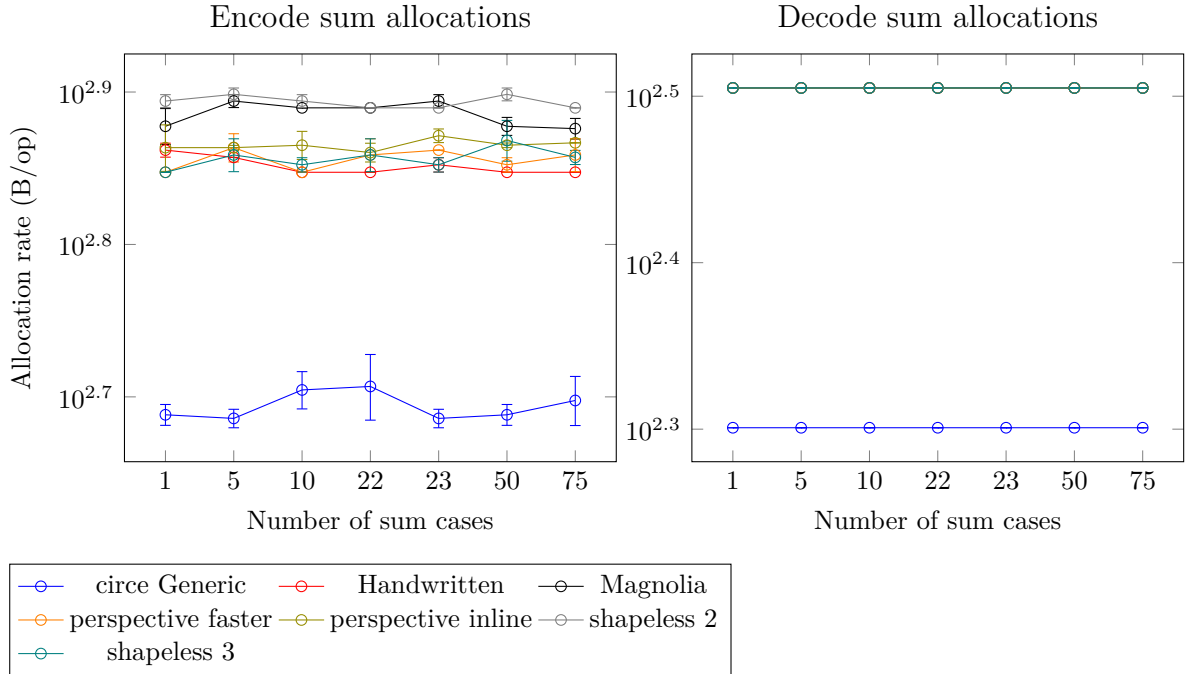 Encode sum allocations
Decode sum allocations
Allocation rate (B/op)
10^2.9
10^2.8
10^2.7
1 5 10 22 23 50 75
Number of sum cases
10^2.5
10^2.4
10^2.3
1 5 10 22 23 50 75
Number of sum cases
circe Generic Handwritten Magnolia
perspective faster perspective inline shapeless 2
shapeless 3